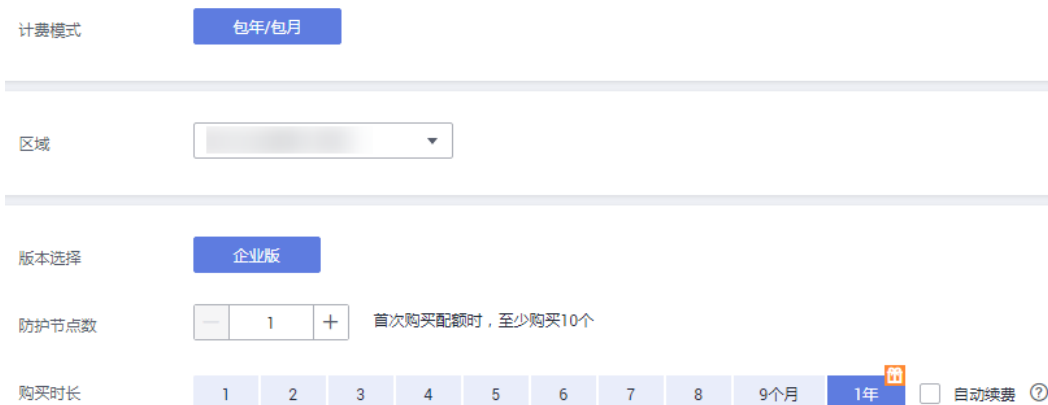 计费模式 包年/包月
区域
版本选择 企业版
防护节点数 1 首次购买配额时，至少购买10个
购买时长 1 2 3 4 5 6 7 8 9个月 1年 自动续费